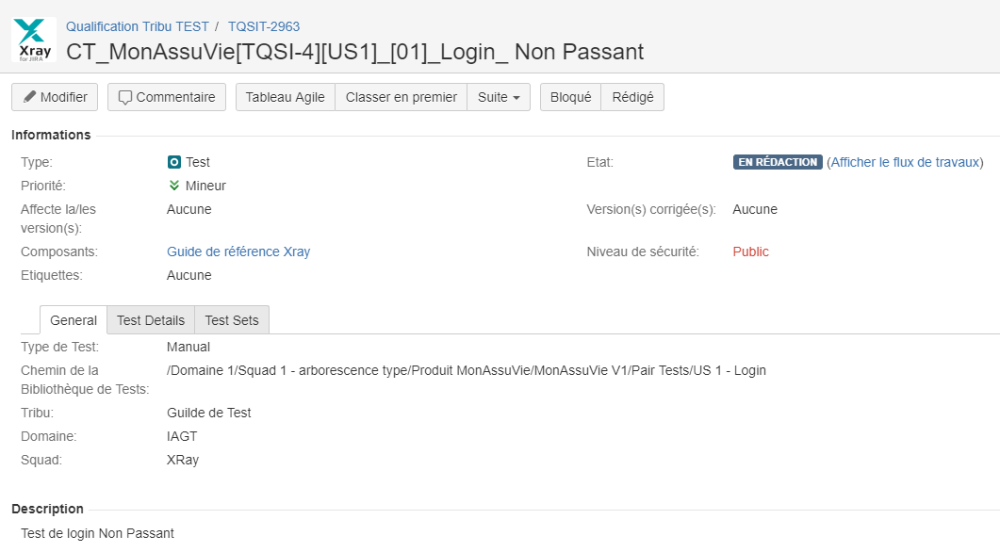 Xray
for JIRA
Qualification Tribu TEST / TQSIT-2963
CT_MonAssuVie[TQSI-4][US1]_[01]_Login_ Non Passant
Modifier Commentaire Tableau Agile Classer en premier Suite Bloqué Rédigé
Informations
Type: Test Etat: EN RÉDACTION (Afficher le flux de travaux)
Priorité: Mineur
Affecte la/les version(s): Aucune Version(s) corrigée(s): Aucune
Composants: Guide de référence Xray Niveau de sécurité: Public
Etiquettes: Aucune
General Test Details Test Sets
Type de Test: Manual
Chemin de la Bibliothèque de Tests: /Domaine 1/Squad 1 - arborescence type/Produit MonAssuVie/MonAssuVie V1/Pair Tests/US 1 - Login
Tribu: Guilde de Test
Domaine: IAGT
Squad: XRay
Description
Test de login Non Passant